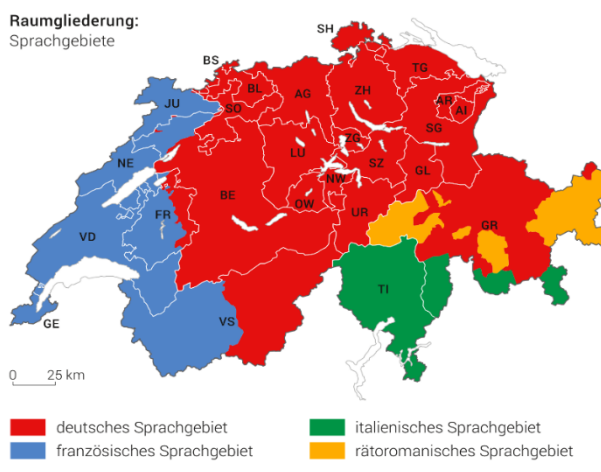 Raumgliederung:
Sprachgebiete
SH
BS
TG
JU
BL
AG
ZH
AR
AI
SO
SG
ZG
NE
LU
SZ
GL
NW
BE
OW
FR
UR
GR
VD
TI
GE
VS
0 25 km
deutsches Sprachgebiet
italienisches Sprachgebiet
französisches Sprachgebiet
rätoromanisches Sprachgebiet